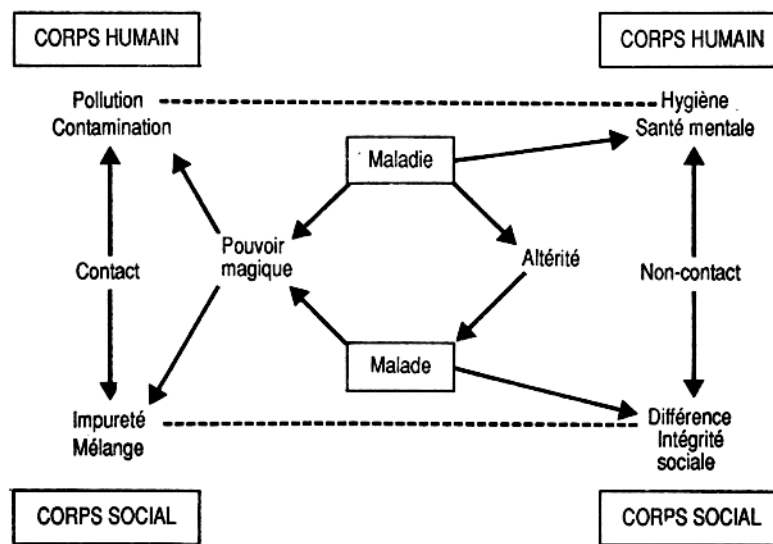 CORPS HUMAIN
CORPS HUMAIN
Pollution
Contamination
Hygiène
Santé mentale
Maladie
Pouvoir
magique
Altérité
Contact
Non-contact
Malade
Impureté
Mélange
Différence
Intégrité
sociale
CORPS SOCIAL
CORPS SOCIAL